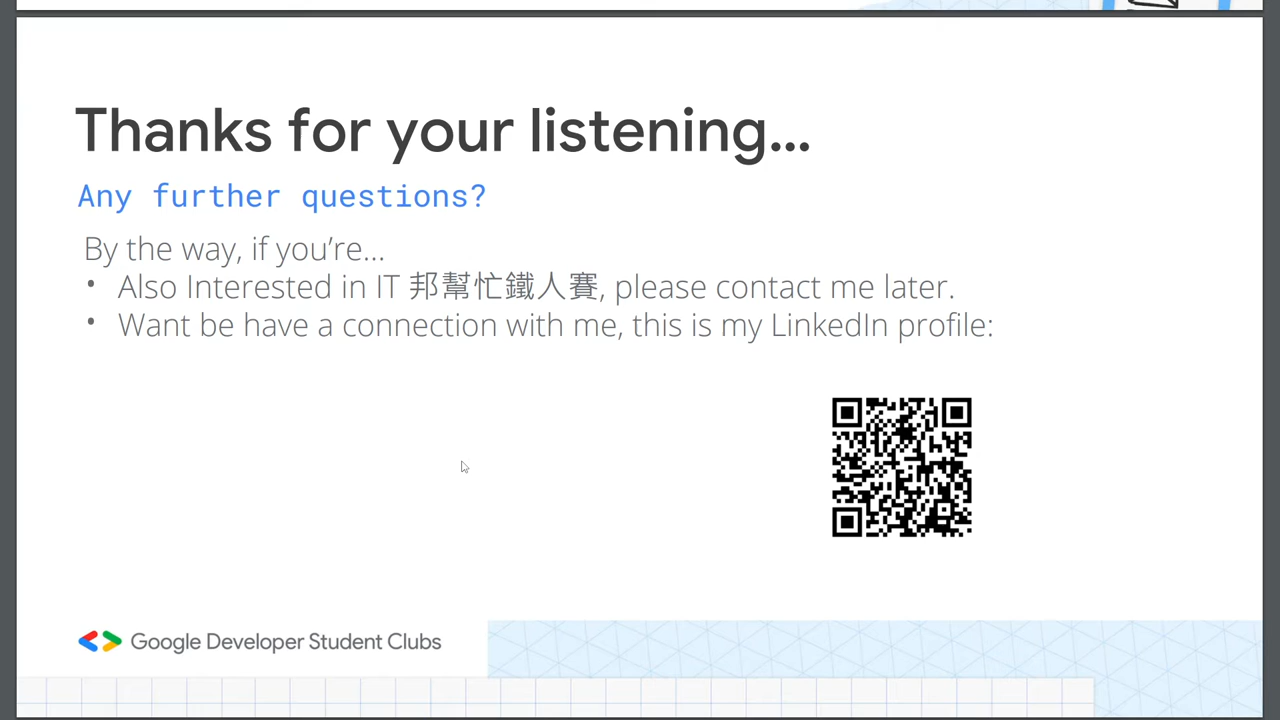 Thanks for your listening...
Any further questions?
By the way, if you're...
• Also Interested in IT 邦幫忙鐵人賽, please contact me later.
• Want be have a connection with me, this is my LinkedIn profile:
Google Developer Student Clubs